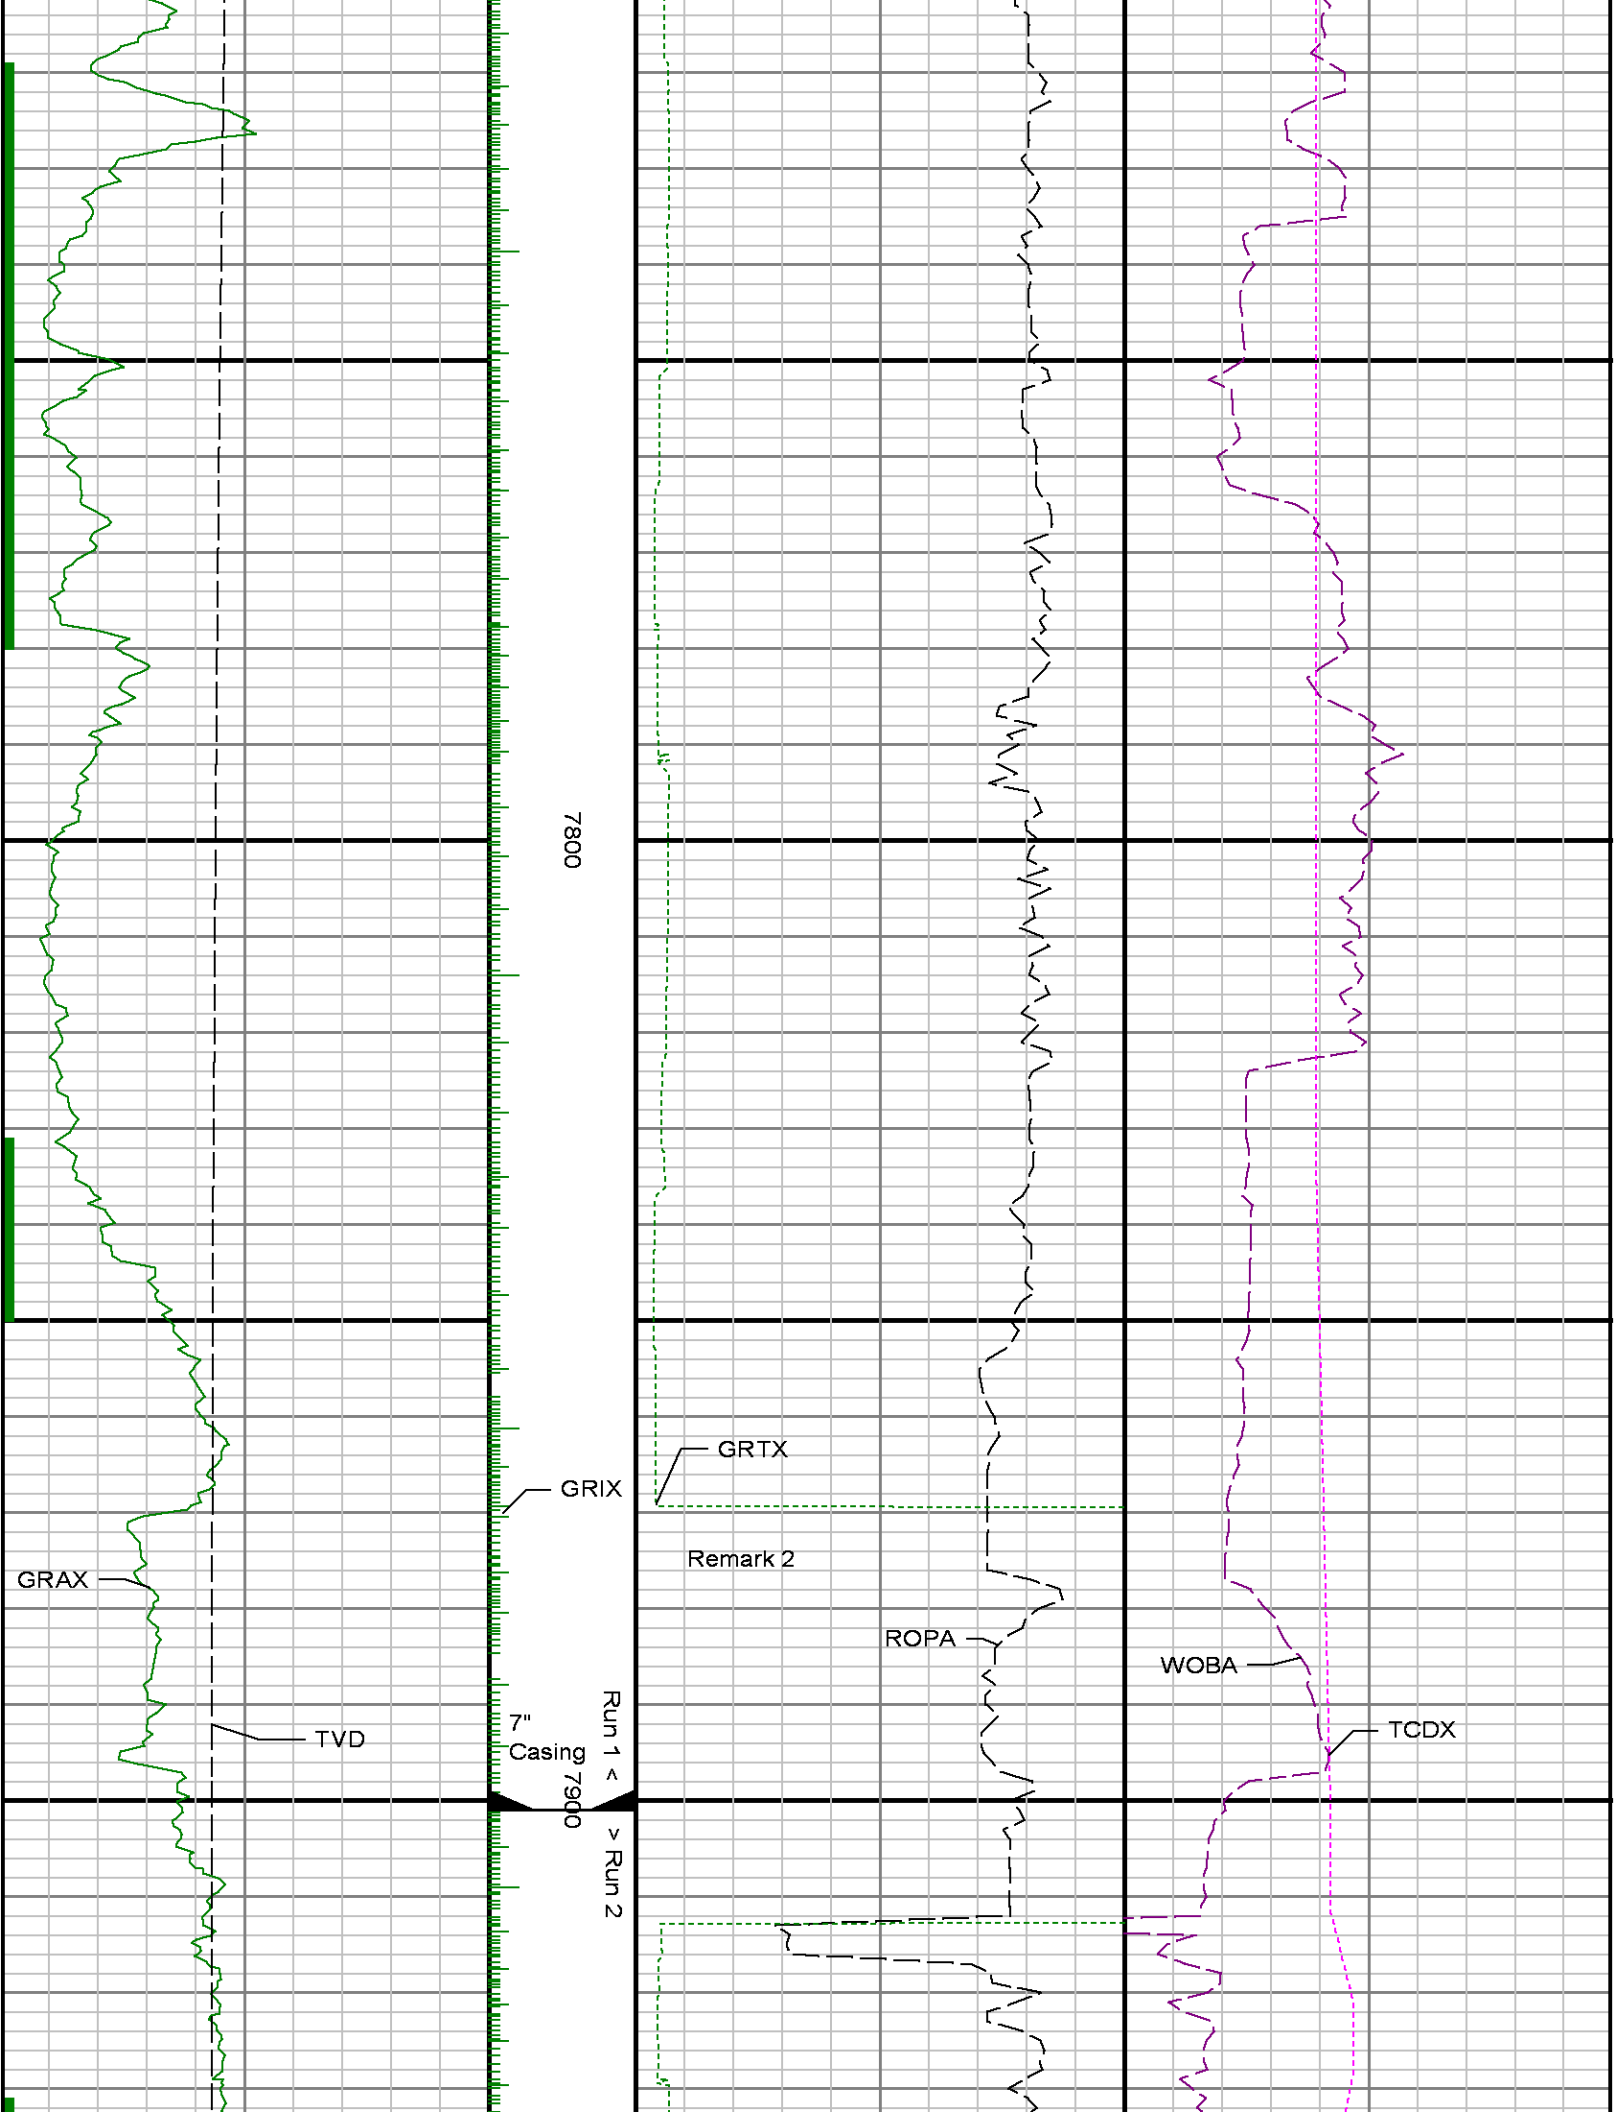 7800
GRTX
GRIX
Remark 2
GRAX
ROPA
WOBA
Run 1 <
7"
Casing
TVD
TCDX
7900
> Run 2